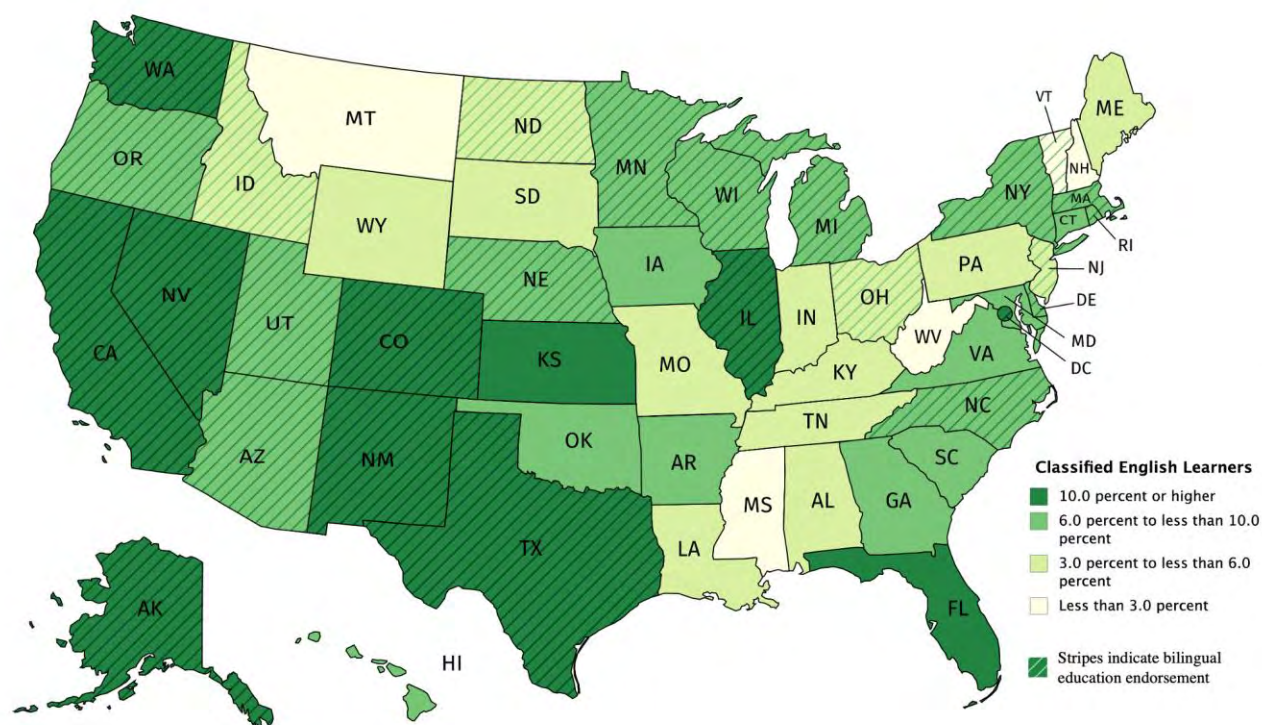 WA
MT
ND
VT
ME
OR
ID
MN
NH
SD
WI
NY
MA
WY
MI
CT
RI
IA
PA
NJ
NE
OH
DE
NV
IL
IN
UT
WV
MD
CA
CO
KS
MO
VA
DC
KY
NC
TN
OK
AZ
NM
AR
SC
MS
AL
GA
TX
LA
AK
FL
HI
Classified English Learners
10.0 percent or higher
6.0 percent to less than 10.0
percent
3.0 percent to less than 6.0
percent
Less than 3.0 percent
Stripes indicate bilingual
education endorsement